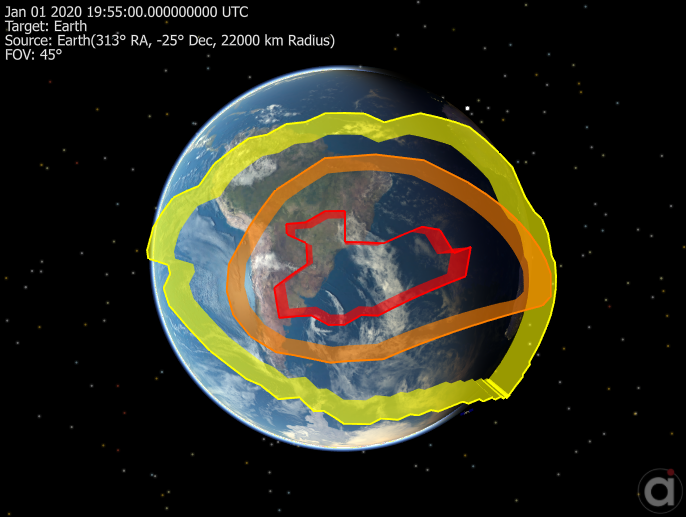 Jan 01 2020 19:55:00.000000000 UTC
Target: Earth
Source: Earth(313° RA, -25° Dec, 22000 km Radius)
FOV: 45°